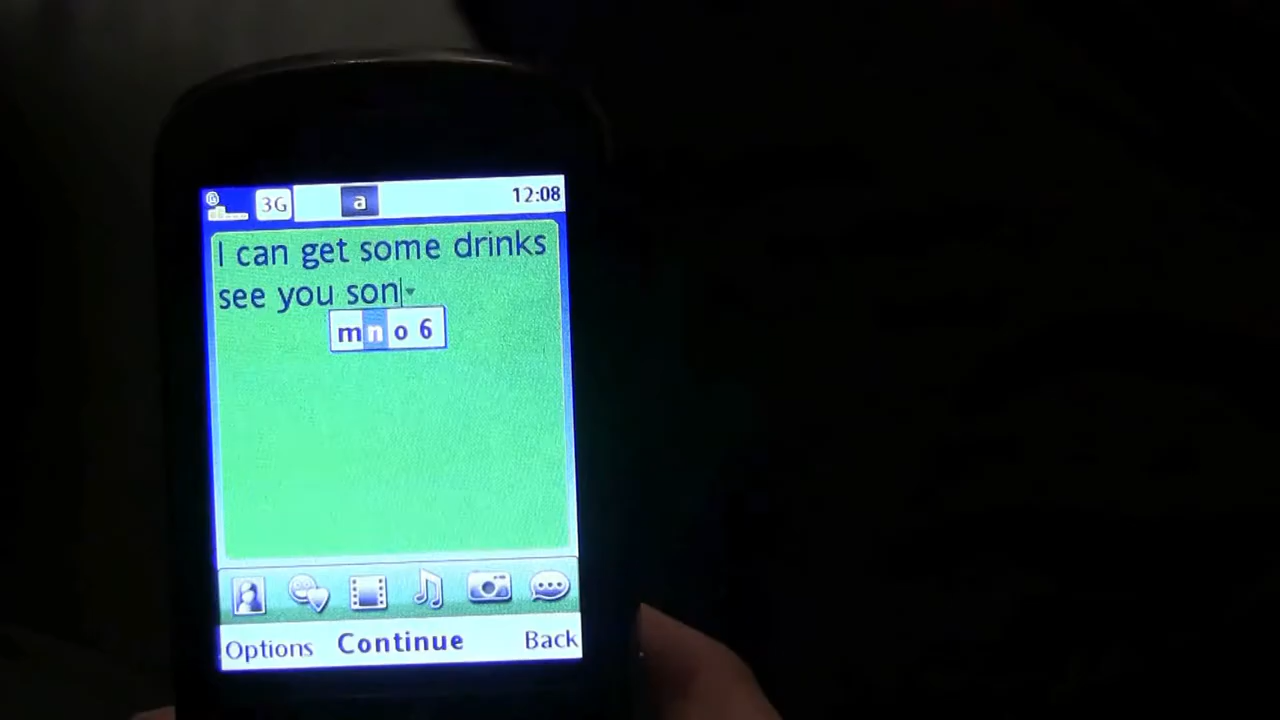 3G a 12:08
I can get some drinks
see you son
m n o 6
Options Continue Back